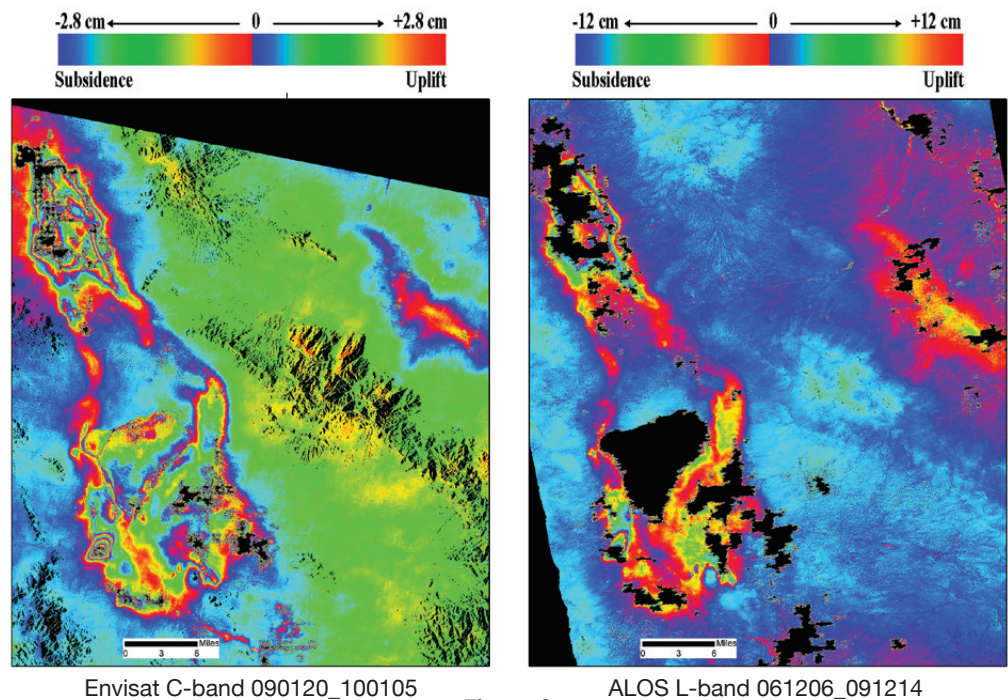 -2.8 cm 0 +2.8 cm
Subsidence Uplift
-12 cm 0 +12 cm
Subsidence Uplift
Miles
0 3 6
Miles
0 3 6
Envisat C-band 090120_100105
ALOS L-band 061206_091214